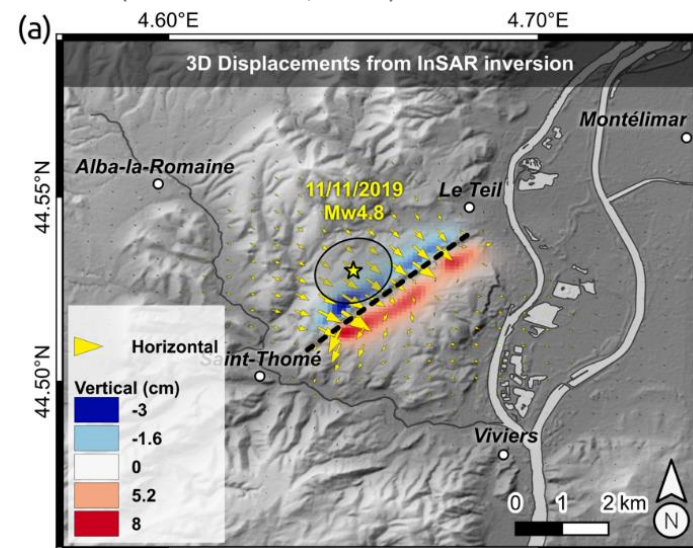 4.60°E
4.70°E
(a)
3D Displacements from InSAR inversion
Montélimar
Alba-la-Romaine
11/11/2019
Mw4.8
Le Teil
44.55°N
Horizontal
Saint-Thomé
Vertical (cm)
-3
-1.6
0
5.2
8
44.50°N
Viviers
0 1 2 km
N